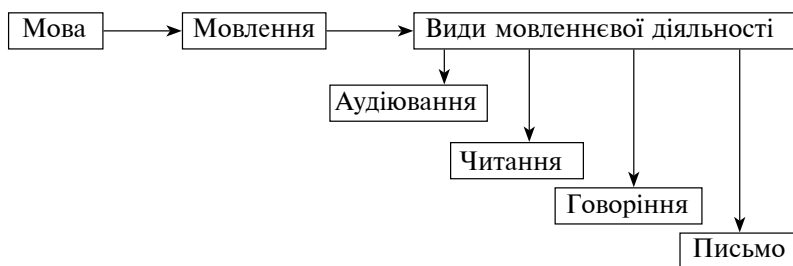 Мова Мовлення Види мовленнєвої діяльності
Аудіювання
Читання
Говоріння
Письмо